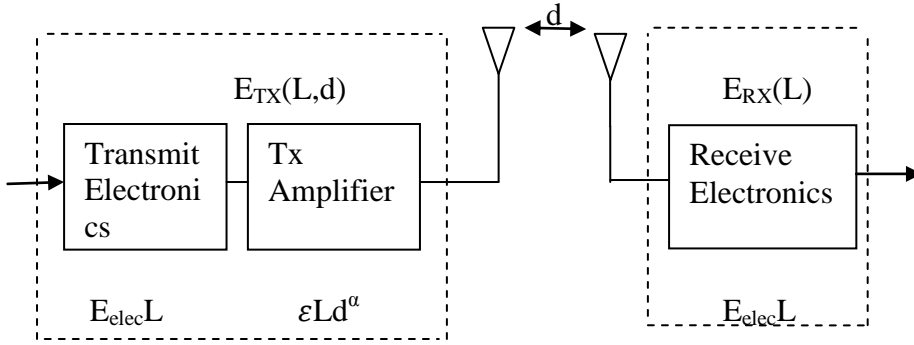 d
E_TX(L,d)
E_RX(L)
Transmit
Electroni
cs
Tx
Amplifier
Receive
Electronics
E_elecL
εLd^α
E_elecL